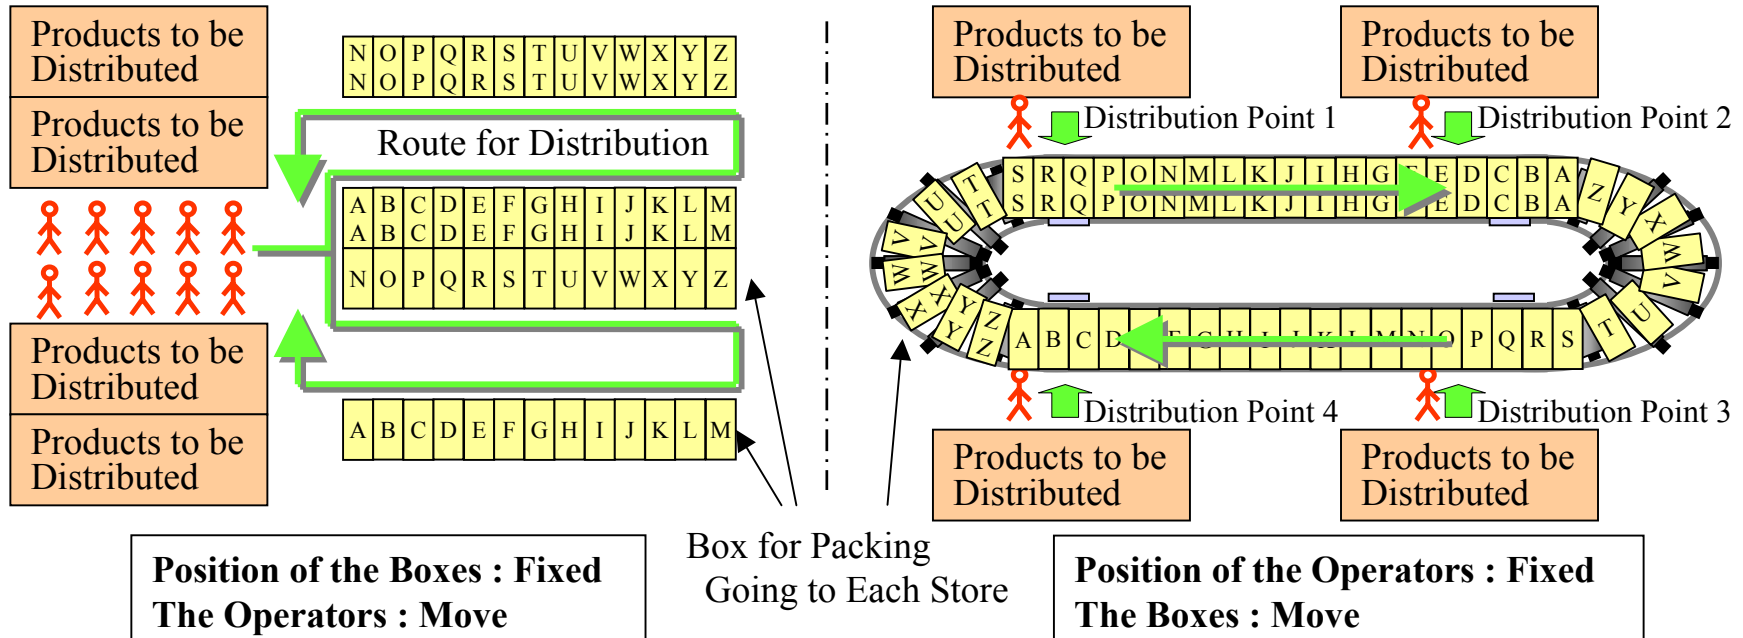 Products to be
Distributed
Products to be
Distributed
N O P Q R S T U V W X Y Z
N O P Q R S T U V W X Y Z
Route for Distribution
A B C D E F G H I J K L M
A B C D E F G H I J K L M
N O P Q R S T U V W X Y Z
Products to be
Distributed
Products to be
Distributed
A B C D E F G H I J K L M
Position of the Boxes : Fixed
The Operators : Move
Box for Packing
Going to Each Store
Products to be
Distributed
Products to be
Distributed
Distribution Point 1
Distribution Point 2
S R Q P O N M L K J I H G E D C B A
S R Q P O N M L K J I H G E D C B A
T T
U U
V V
W W
X X
Y Y
Z Z
Z Y X W V U T
A B C D F G H I J K L M N O P Q R S
Distribution Point 4
Distribution Point 3
Products to be
Distributed
Products to be
Distributed
Position of the Operators : Fixed
The Boxes : Move